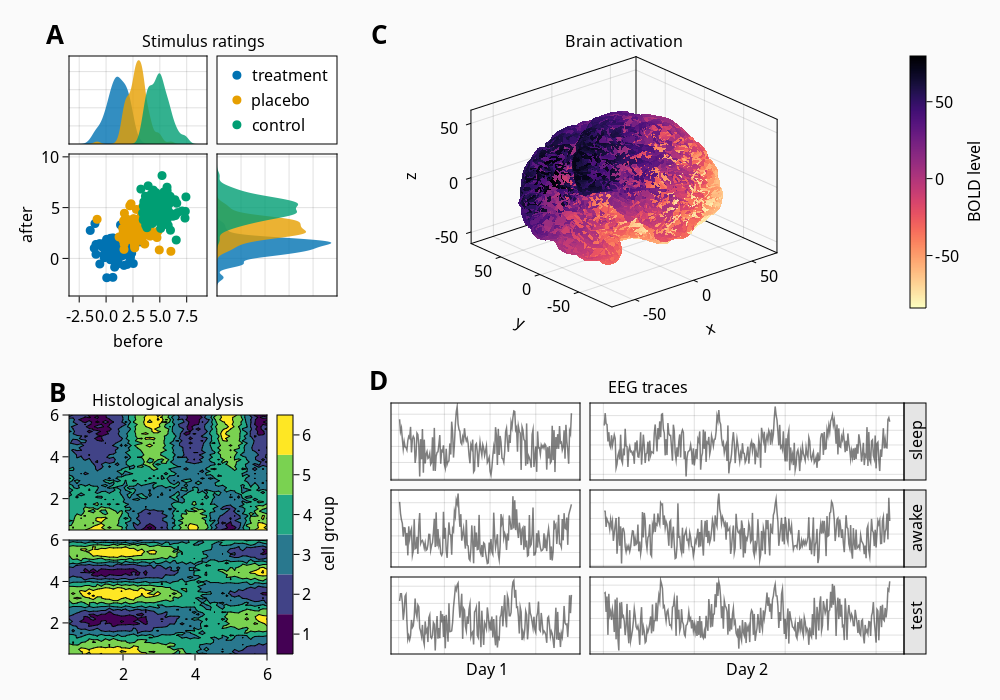 A
Stimulus ratings
treatment
placebo
control
10
5
0
after
-2.50.0 2.5 5.0 7.5
before
C
Brain activation
50
0
-50
z
50
0
-50
y
-50
0
50
x
50
0
-50
BOLD level
B
Histological analysis
6
4
2
6
4
2
2 4 6
6
5
4
3
2
1
cell group
D
EEG traces
sleep
awake
test
Day 1 Day 2